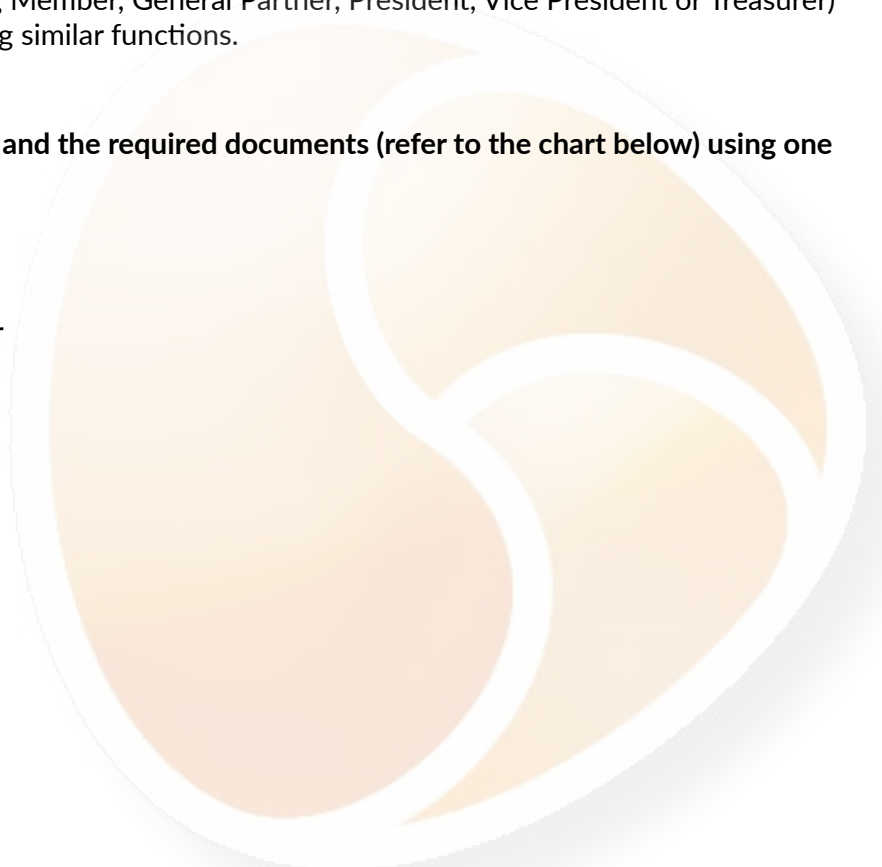 Member, General Partner, President, Vice President or Treasurer)
g similar functions.
and the required documents (refer to the chart below) using one